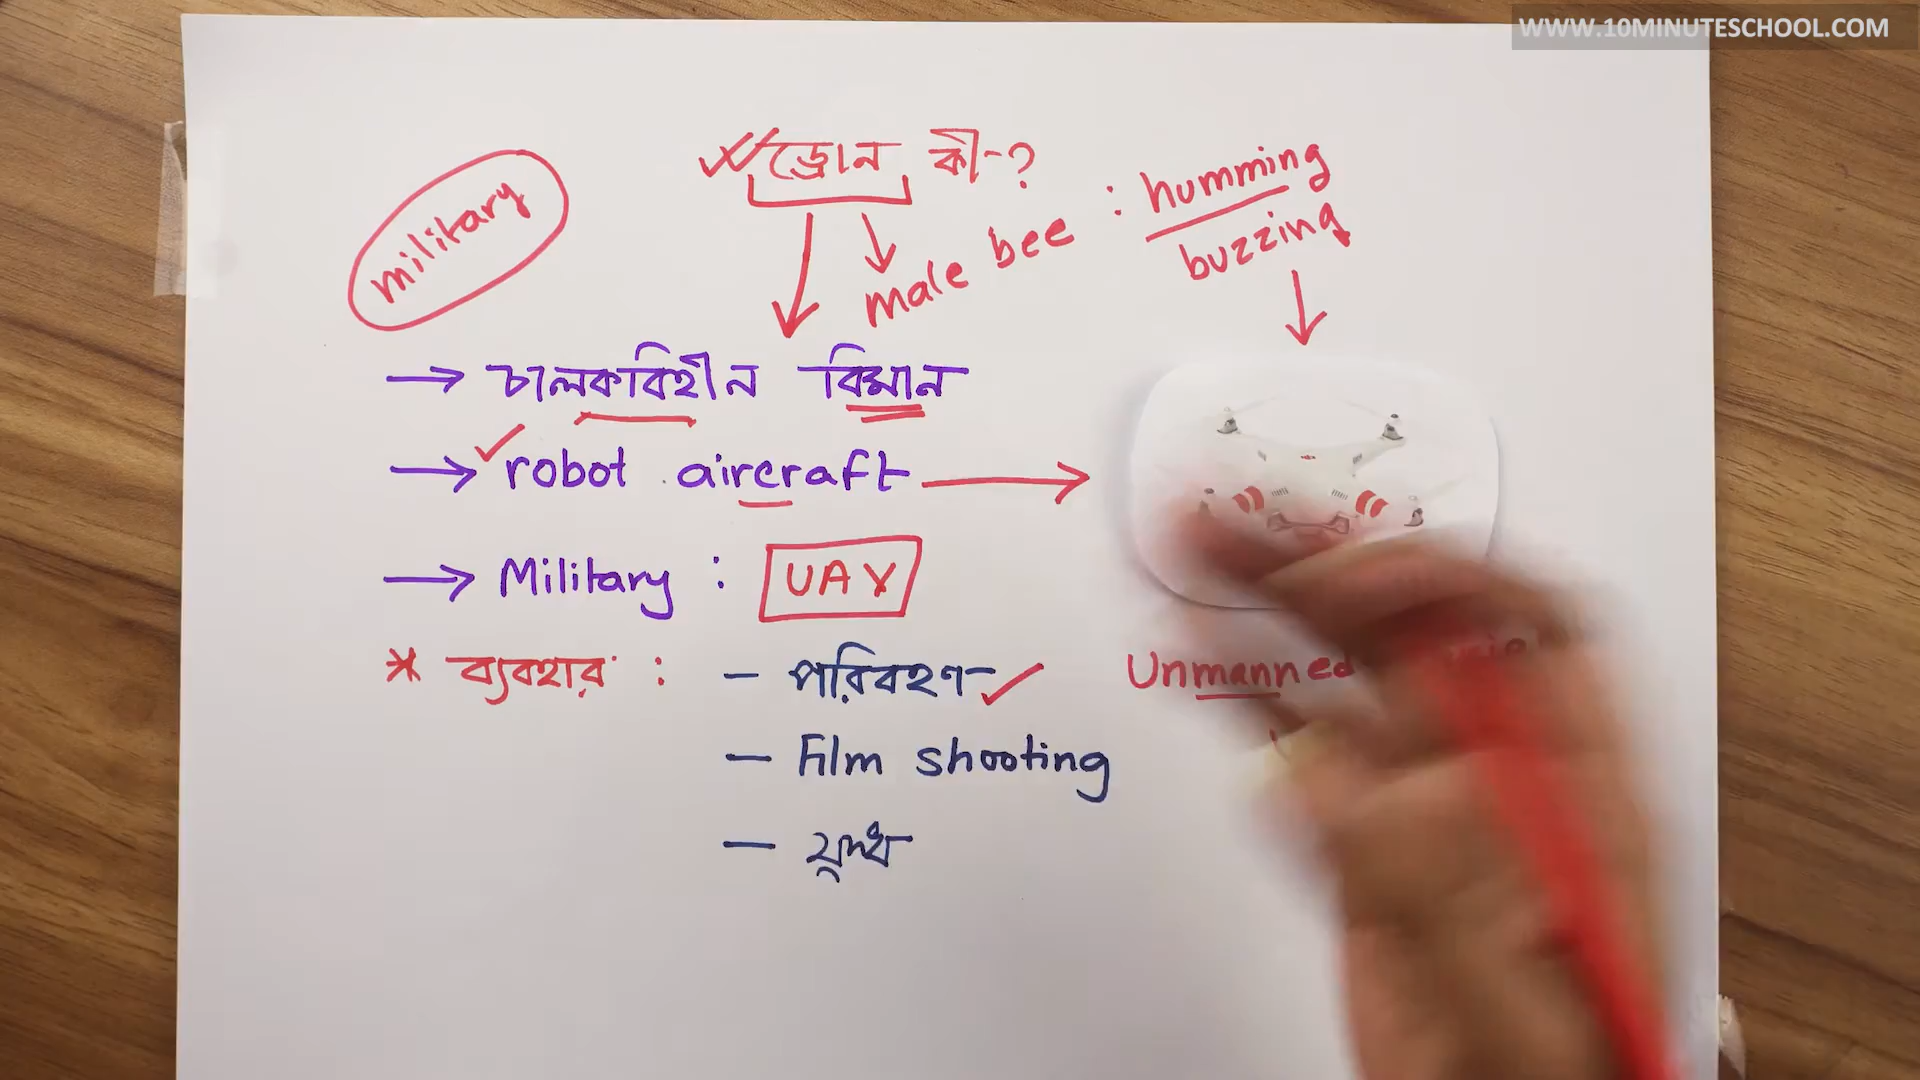 WWW.10MINUTESCHOOL.COM
ড্রোন কী-?
military
male bee : humming
buzzing
→ চালকবিহীন বিমান
→ robot aircraft →
→ Military : UAV
* ব্যবহার : - পরিবহণ
Unmanned
- Film shooting
- যুদ্ধ